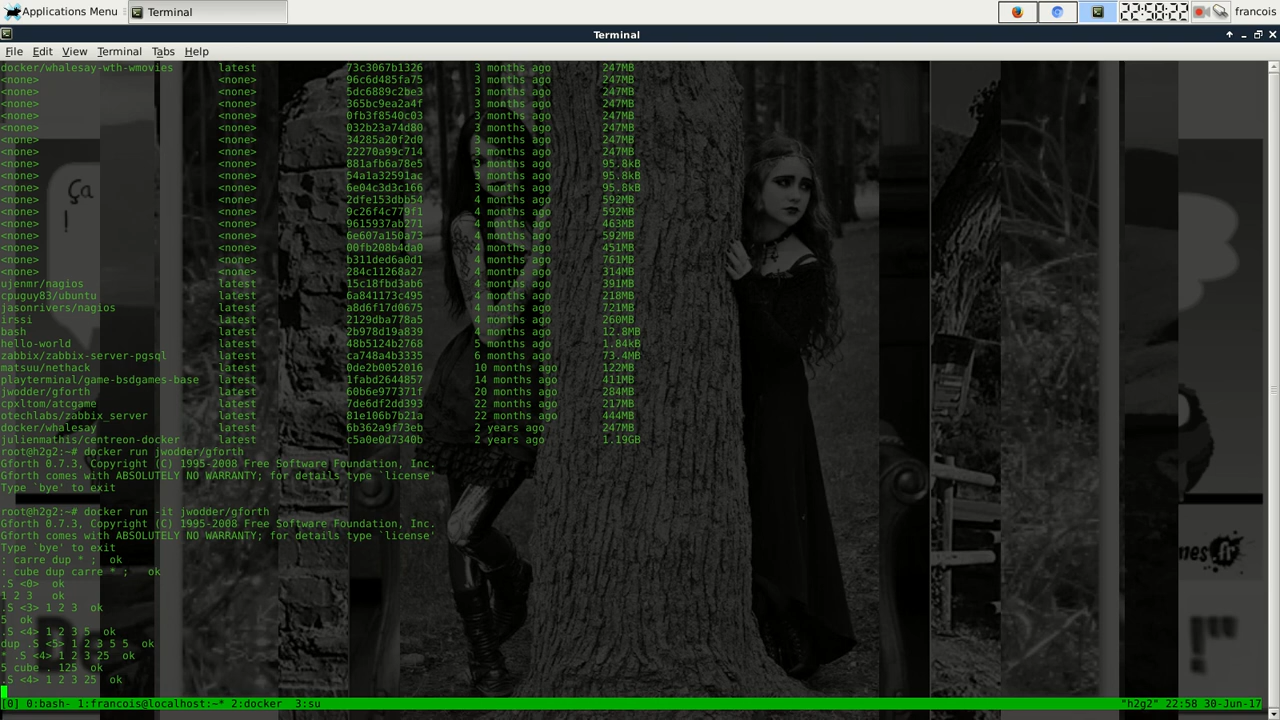 Applications Menu Terminal 22:58:22 francois
Terminal
File Edit View Terminal Tabs Help
docker/whalesay-wth-wmovies latest 73c3067b1326 3 months ago 247MB
<none> <none> 96c6d485fa75 3 months ago 247MB
<none> <none> 5dc6889c2be3 3 months ago 247MB
<none> <none> 365bc9ea2a4f 3 months ago 247MB
<none> <none> 0fb3f8540c03 3 months ago 247MB
<none> <none> 032b23a74d80 3 months ago 247MB
<none> <none> 34285a20f2d0 3 months ago 247MB
<none> <none> 22270a99c714 3 months ago 247MB
<none> <none> 881afb6a78e5 3 months ago 95.8kB
<none> <none> 54a1a32591ac 3 months ago 95.8kB
<none> <none> 6e04c3d3c166 3 months ago 95.8kB
<none> <none> 2dfe153dbb54 4 months ago 592MB
<none> <none> 9c26f4c779f1 4 months ago 592MB
<none> <none> 9615937ab271 4 months ago 463MB
<none> <none> 6e607a150a73 4 months ago 592MB
<none> <none> 00fb208b4da0 4 months ago 451MB
<none> <none> b311ded6a0d1 4 months ago 761MB
<none> <none> 284c11268a27 4 months ago 314MB
ujenmr/nagios latest 15c18fbd3ab6 4 months ago 391MB
cpuguy83/ubuntu latest 6a841173c495 4 months ago 218MB
jasonrivers/nagios latest a8d6f17d0675 4 months ago 721MB
irssi latest 2129dba778a5 4 months ago 260MB
bash latest 2b978d19a839 4 months ago 12.8MB
hello-world latest 48b5124b2768 5 months ago 1.84kB
zabbix/zabbix-server-pgsql latest ca748a4b3335 6 months ago 73.4MB
matsuu/nethack latest 0de2b0052016 10 months ago 122MB
playterminal/game-bsdgames-base latest 1fabd2644857 14 months ago 411MB
jwodder/gforth latest 60b6e977371f 20 months ago 284MB
cpxltom/atcgame latest 7de6df2dd393 22 months ago 217MB
otechlabs/zabbix_server latest 81e106b7b21a 22 months ago 444MB
docker/whalesay latest 6b362a9f73eb 2 years ago 247MB
julienmathis/centreon-docker latest c5a0e0d7340b 2 years ago 1.19GB
root@h2g2:~# docker run jwodder/gforth
Gforth 0.7.3, Copyright (C) 1995-2008 Free Software Foundation, Inc.
Gforth comes with ABSOLUTELY NO WARRANTY; for details type `license'
Type `bye' to exit
root@h2g2:~# docker run -it jwodder/gforth
Gforth 0.7.3, Copyright (C) 1995-2008 Free Software Foundation, Inc.
Gforth comes with ABSOLUTELY NO WARRANTY; for details type `license'
Type `bye' to exit
: carre dup * ;  ok
: cube dup carre * ;   ok
.S <0>  ok
1 2 3   ok
.S <3> 1 2 3  ok
5  ok
.S <4> 1 2 3 5  ok
dup .S <5> 1 2 3 5 5  ok
* .S <4> 1 2 3 25  ok
5 cube . 125  ok
.S <4> 1 2 3 25  ok
[0] 0:bash- 1:francois@localhost:~* 2:docker  3:su "h2g2" 22:58 30-Jun-17
Ça
!